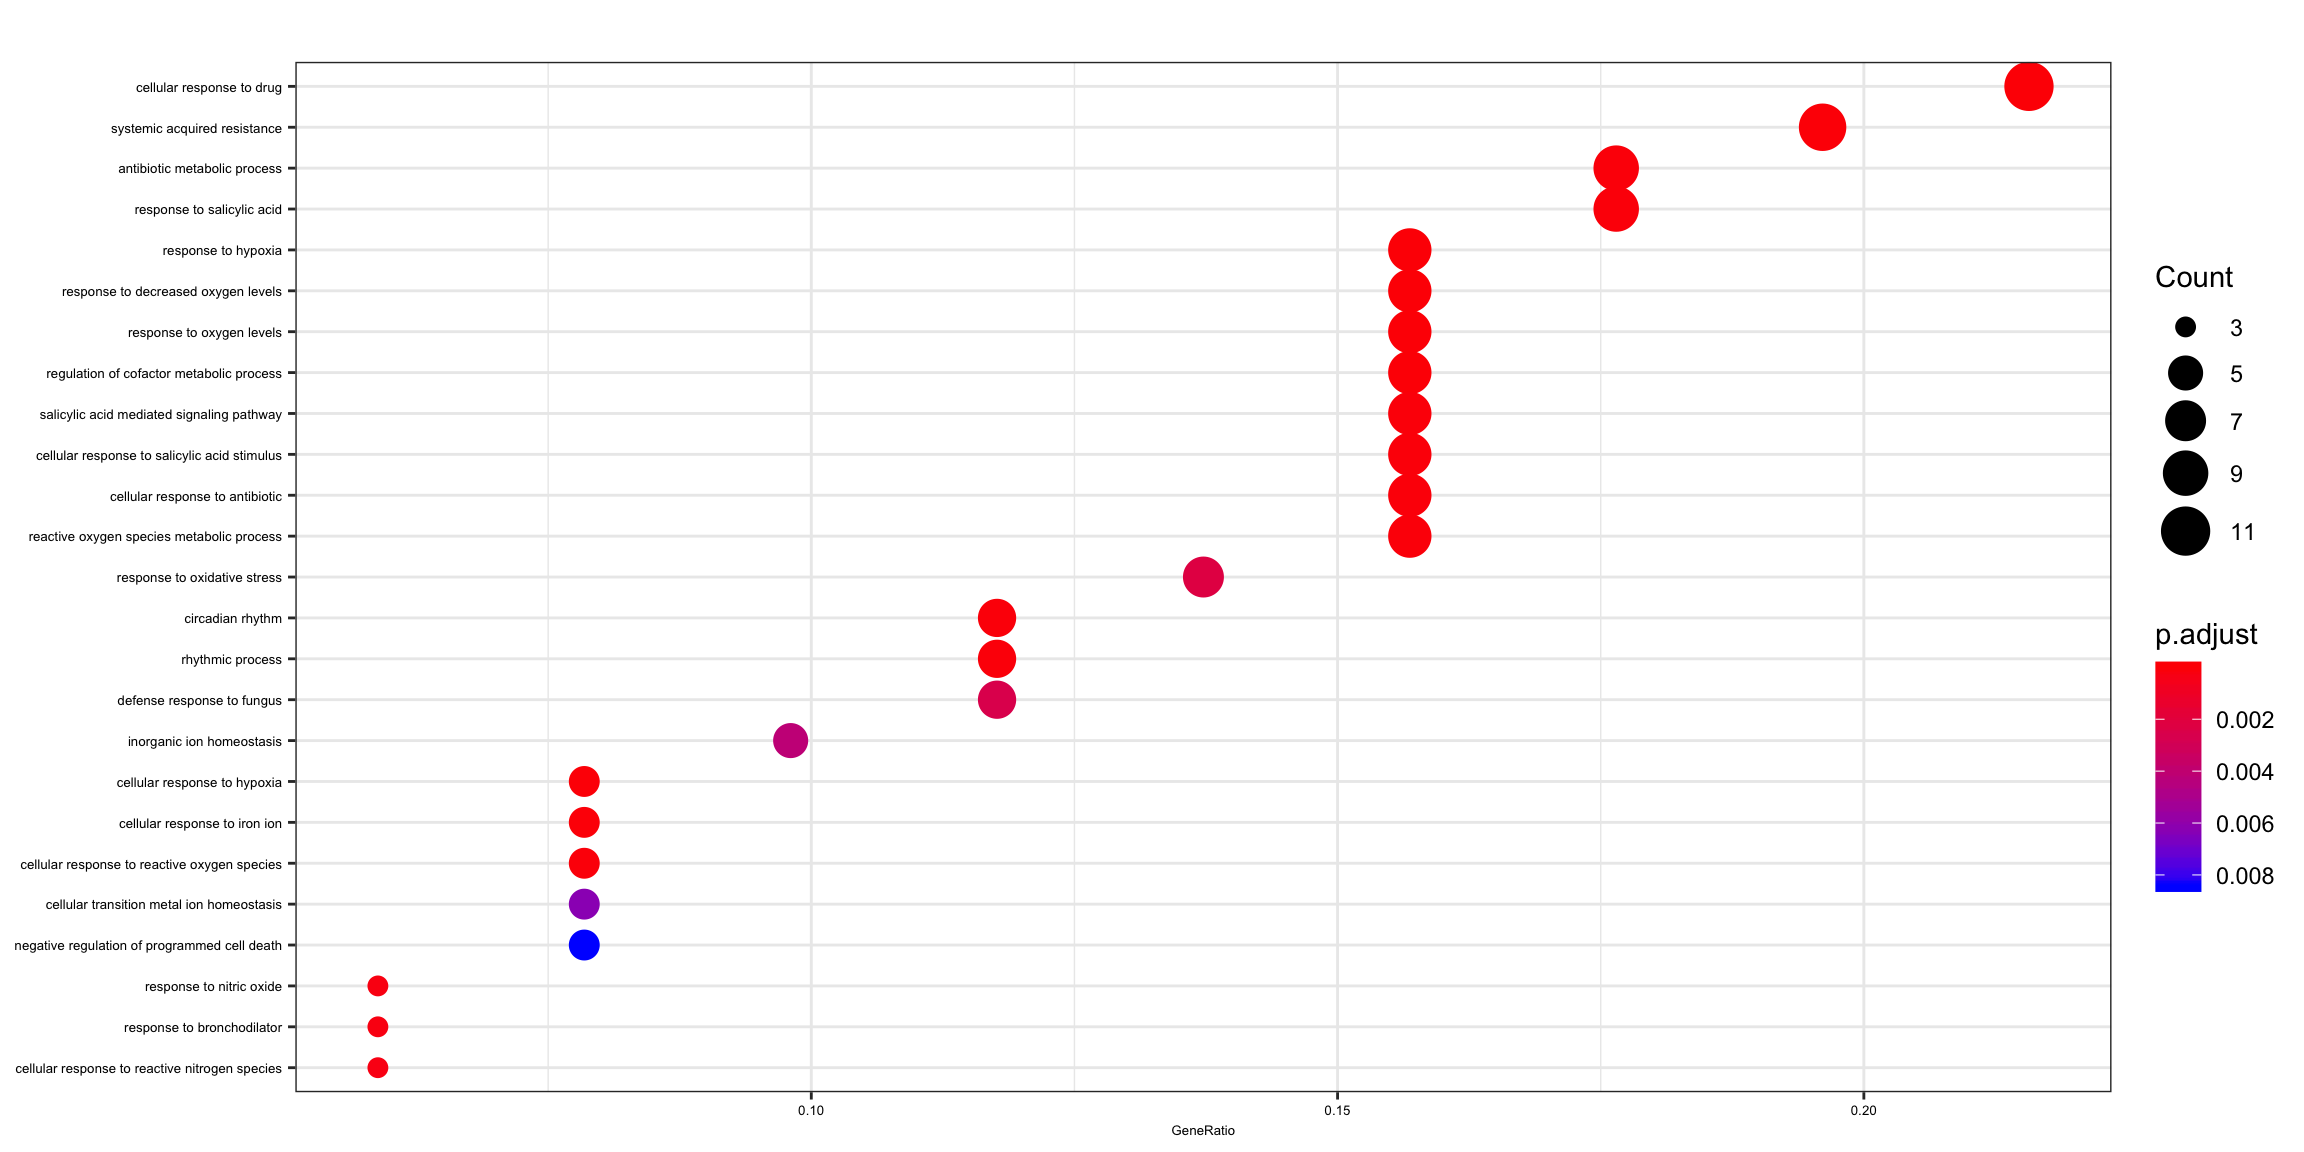 cellular response to drug
systemic acquired resistance
antibiotic metabolic process
response to salicylic acid
response to hypoxia
response to decreased oxygen levels
response to oxygen levels
regulation of cofactor metabolic process
salicylic acid mediated signaling pathway
cellular response to salicylic acid stimulus
cellular response to antibiotic
reactive oxygen species metabolic process
response to oxidative stress
circadian rhythm
rhythmic process
defense response to fungus
inorganic ion homeostasis
cellular response to hypoxia
cellular response to iron ion
cellular response to reactive oxygen species
cellular transition metal ion homeostasis
negative regulation of programmed cell death
response to nitric oxide
response to bronchodilator
cellular response to reactive nitrogen species
0.10
0.15
0.20
GeneRatio
Count
3
5
7
9
11
p.adjust
0.002
0.004
0.006
0.008